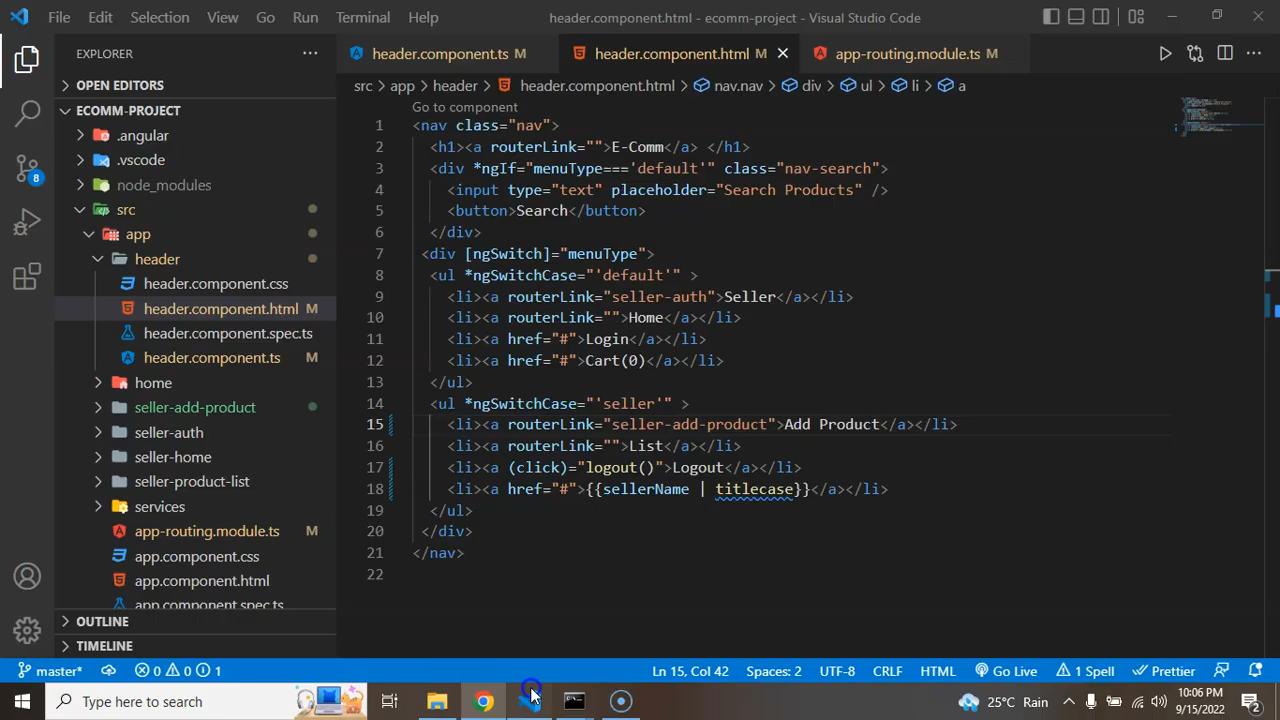 File Edit Selection View Go Run Terminal Help header.component.html - ecomm-project - Visual Studio Code
EXPLORER
OPEN EDITORS
ECOMM-PROJECT
.angular
.vscode
node_modules
src
app
header
header.component.css
header.component.html M
header.component.spec.ts
header.component.ts M
home
seller-add-product
seller-auth
seller-home
seller-product-list
services
app-routing.module.ts M
app.component.css
app.component.html
app.component.spec.ts
OUTLINE
TIMELINE
8
header.component.ts M header.component.html M app-routing.module.ts M
src > app > header > header.component.html > nav.nav > div > ul > li > a
Go to component
1 <nav class="nav">
2 <h1><a routerLink="">E-Comm</a> </h1>
3 <div *ngIf="menuType==='default'" class="nav-search">
4 <input type="text" placeholder="Search Products" />
5 <button>Search</button>
6 </div>
7 <div [ngSwitch]="menuType">
8 <ul *ngSwitchCase="'default'" >
9 <li><a routerLink="seller-auth">Seller</a></li>
10 <li><a routerLink="">Home</a></li>
11 <li><a href="#">Login</a></li>
12 <li><a href="#">Cart(0)</a></li>
13 </ul>
14 <ul *ngSwitchCase="'seller'" >
15 <li><a routerLink="seller-add-product">Add Product</a></li>
16 <li><a routerLink="">List</a></li>
17 <li><a (click)="logout()">Logout</a></li>
18 <li><a href="#">{{sellerName | titlecase}}</a></li>
19 </ul>
20 </div>
21 </nav>
22
master* 0 0 1 Ln 15, Col 42 Spaces: 2 UTF-8 CRLF HTML Go Live 1 Spell Prettier
Type here to search 25°C Rain 10:06 PM
9/15/2022 2